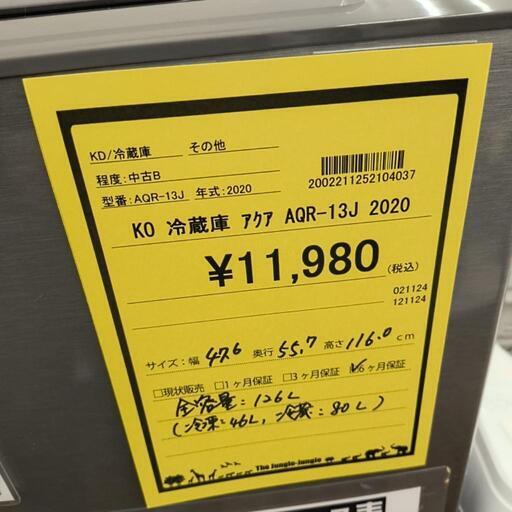 KD/冷蔵庫 その他
程度:中古B
型番:AQR-13J 年式:2020
2002211252104037
KO 冷蔵庫 アクア AQR-13J 2020
¥11,980 (税込)
021124
121124
サイズ:幅 47.6 奥行 55.7 高さ 116.0 cm
□現状販売 □1ヶ月保証 □3ヶ月保証 ☑6ヶ月保証
全容量:126L
(冷凍:46L, 冷蔵:80L)
The Jungle-Jungle